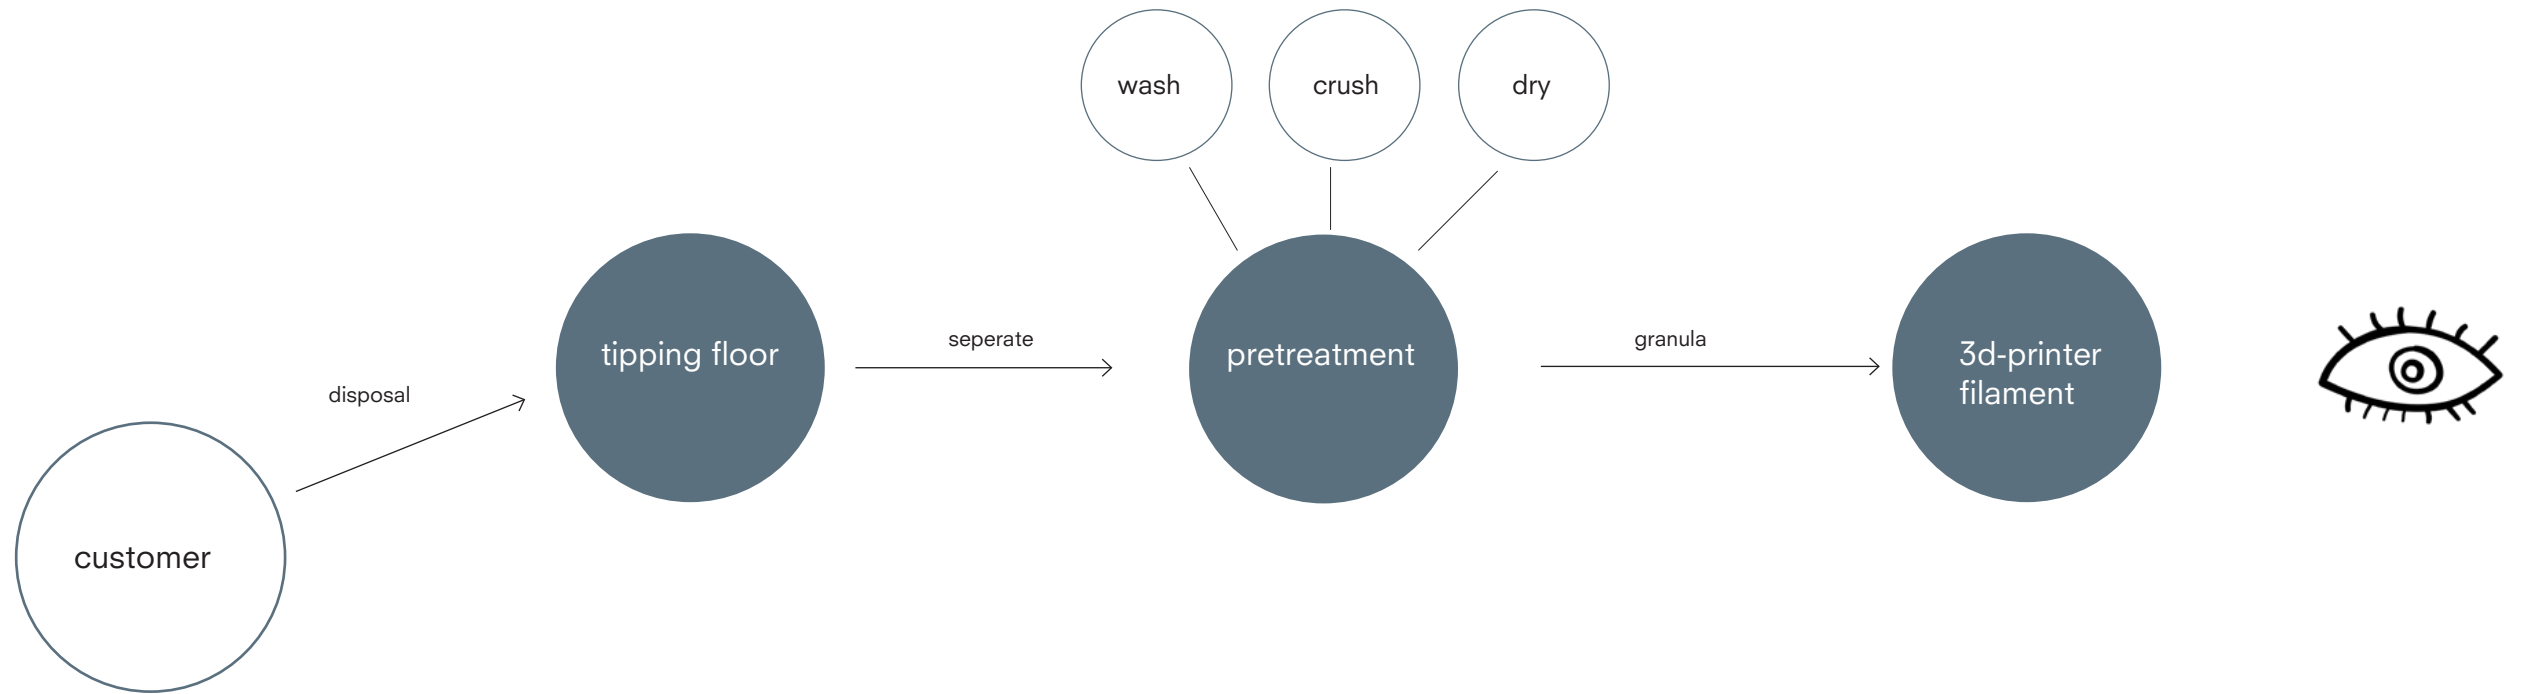 wash
crush
dry
tipping floor
seperate
pretreatment
granula
3d-printer
filament
disposal
customer